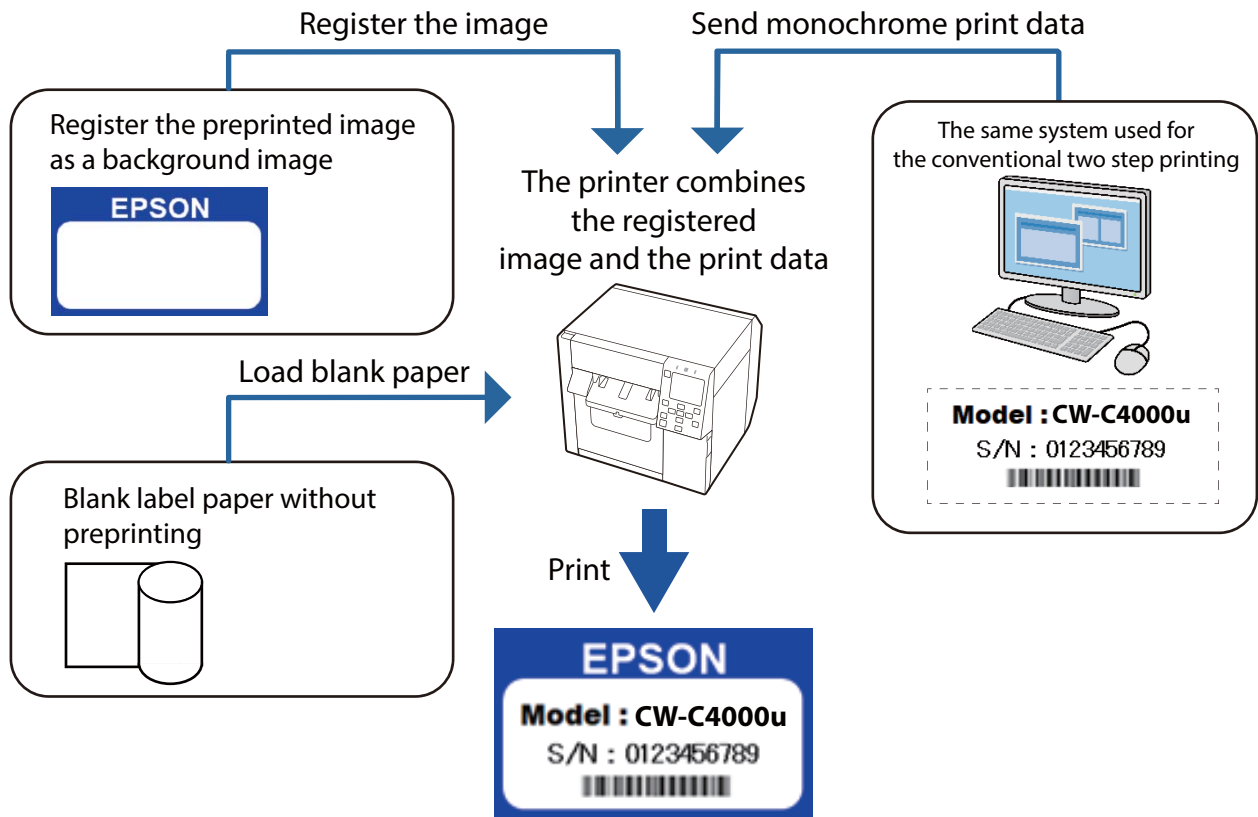 Register the image
Send monochrome print data
Register the preprinted image
as a background image
EPSON
The printer combines
the registered
image and the print data
The same system used for
the conventional two step printing
Model : CW-C4000u
S/N : 0123456789
Load blank paper
Blank label paper without
preprinting
Print
EPSON
Model : CW-C4000u
S/N : 0123456789